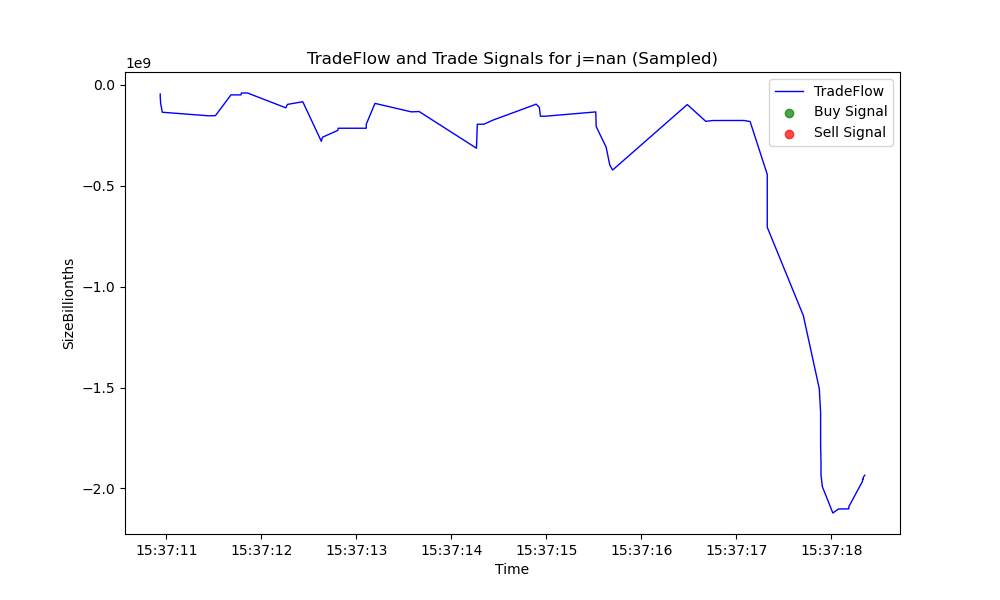 TradeFlow and Trade Signals for j=nan (Sampled)
1e9
TradeFlow
Buy Signal
Sell Signal
0.0
−0.5
−1.0
−1.5
−2.0
SizeBillionths
15:37:11 15:37:12 15:37:13 15:37:14 15:37:15 15:37:16 15:37:17 15:37:18
Time